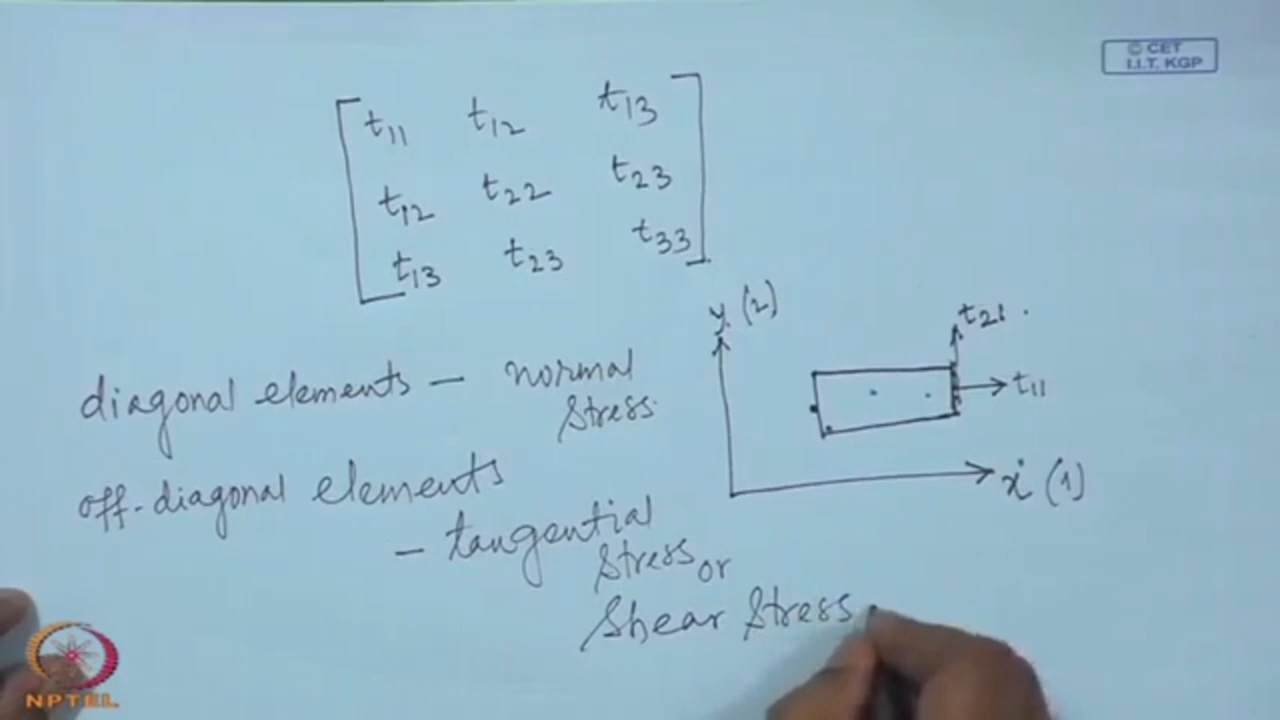 © CET
I.I.T. KGP
t11 t12 t13
t12 t22 t23
t13 t23 t33
y (2)
t21.
t11
x (1)
diagonal elements – normal
stress.
off-diagonal elements
– tangential
stress or
Shear stress
NPTEL